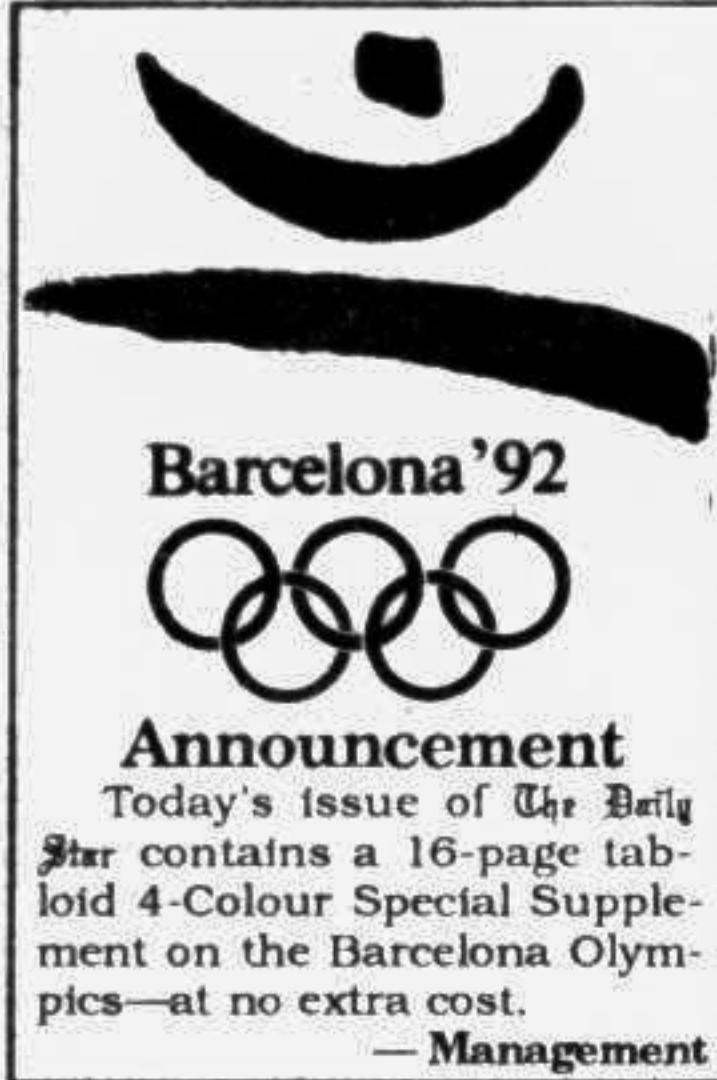 Barcelona '92
Announcement
Today's issue of The Daily
Star contains a 16-page tab-
loid 4-Colour Special Supple-
ment on the Barcelona Olym-
pics—at no extra cost.
— Management